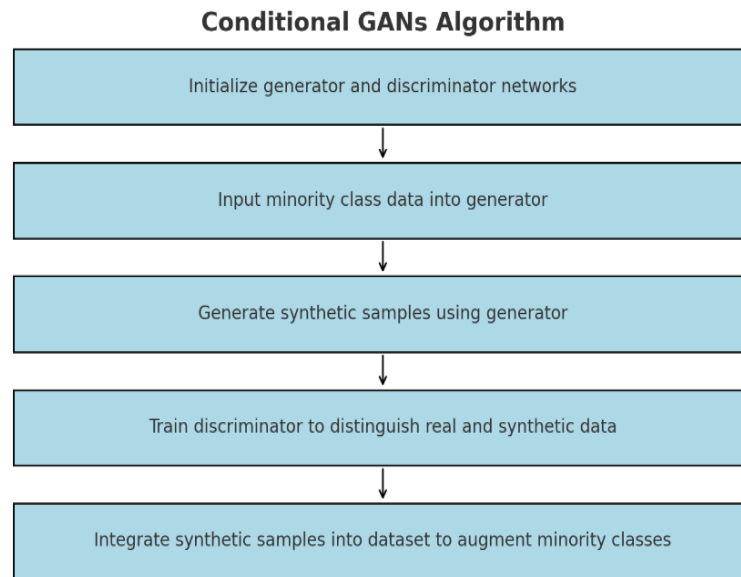 Conditional GANs Algorithm
Initialize generator and discriminator networks
Input minority class data into generator
Generate synthetic samples using generator
Train discriminator to distinguish real and synthetic data
Integrate synthetic samples into dataset to augment minority classes